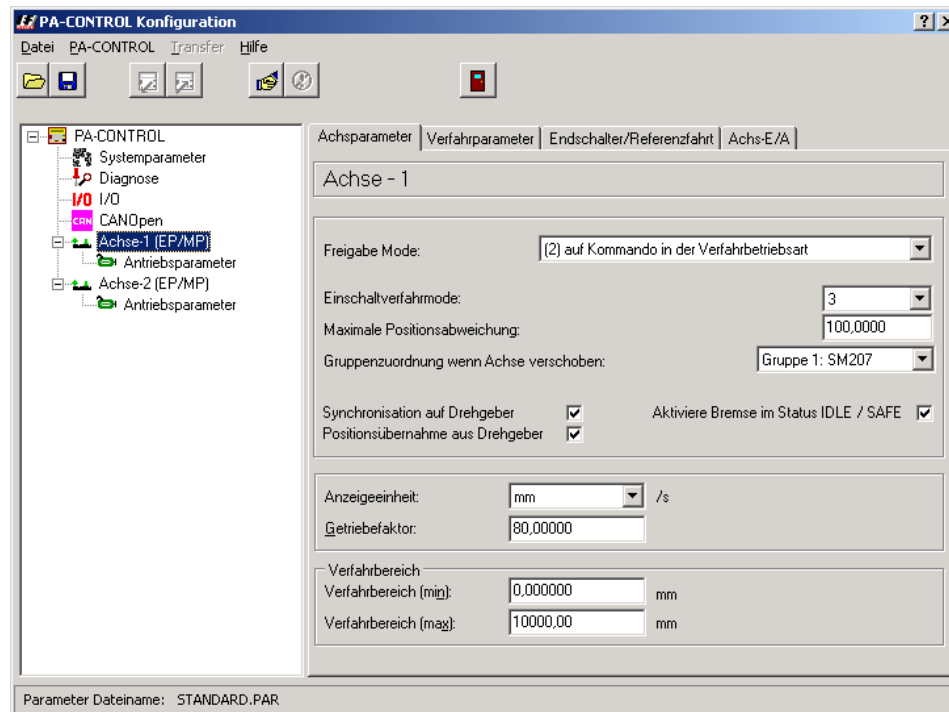 PA-CONTROL Konfiguration
Datei PA-CONTROL Transfer Hilfe
PA-CONTROL
Systemparameter
Diagnose
I/O I/O
CAN CANOpen
Achse-1 (EP/MP)
Antriebsparameter
Achse-2 (EP/MP)
Antriebsparameter
Achsparameter Verfahrparameter Endschalter/Referenzfahrt Achs-E/A
Achse - 1
Freigabe Mode: (2) auf Kommando in der Verfahrbetriebsart
Einschaltverfahrmode: 3
Maximale Positionsabweichung: 100,0000
Gruppenzuordnung wenn Achse verschoben: Gruppe 1: SM207
Synchronisation auf Drehgeber Aktiviere Bremse im Status IDLE / SAFE
Positionsübernahme aus Drehgeber
Anzeigeeinheit: mm /s
Getriebefaktor: 80,00000
Verfahrbereich
Verfahrbereich (min): 0,000000 mm
Verfahrbereich (max): 10000,00 mm
Parameter Dateiname: STANDARD.PAR